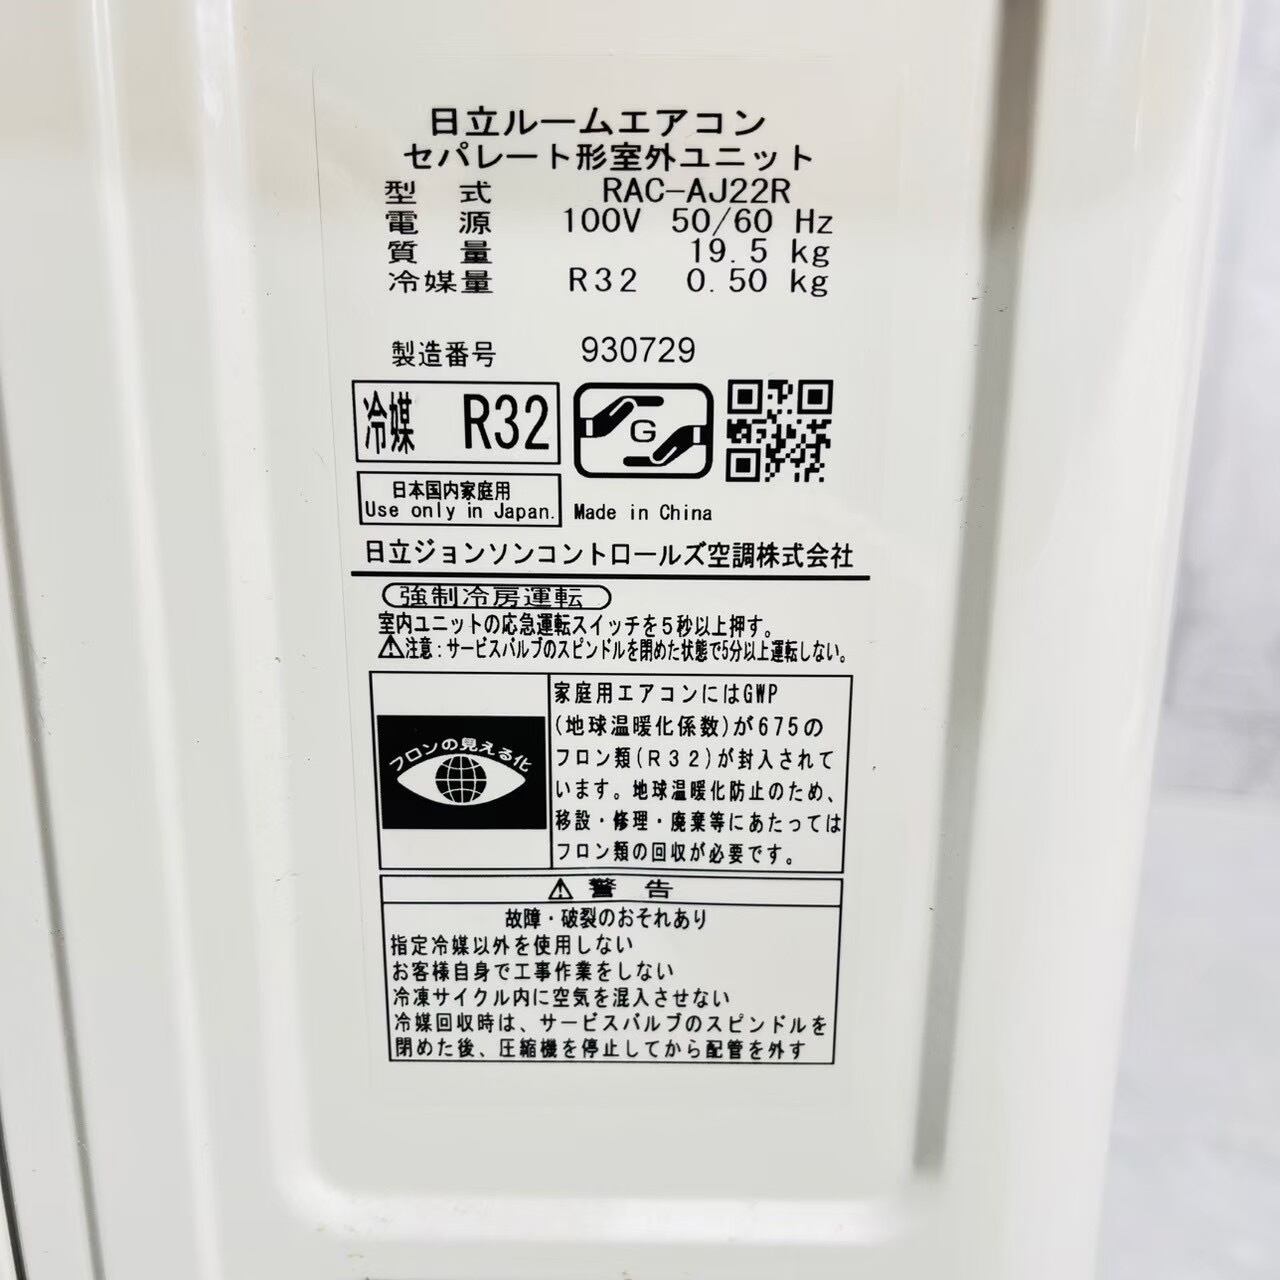 日立ルームエアコン
セパレート形室外ユニット
型 式 RAC-AJ22R
電 源 100V 50/60 Hz
質 量 19.5 kg
冷媒量 R32 0.50 kg
製造番号 930729
冷媒 R32
G
日本国内家庭用
Use only in Japan.
Made in China
日立ジョンソンコントロールズ空調株式会社
強制冷房運転
室内ユニットの応急運転スイッチを5秒以上押す。
⚠注意:サービスバルブのスピンドルを閉めた状態で5分以上運転しない。
フロンの見える化
家庭用エアコンにはGWP
(地球温暖化係数)が675の
フロン類(R32)が封入されて
います。地球温暖化防止のため、
移設・修理・廃棄等にあたっては
フロン類の回収が必要です。
⚠ 警 告
故障・破裂のおそれあり
指定冷媒以外を使用しない
お客様自身で工事作業をしない
冷凍サイクル内に空気を混入させない
冷媒回収時は、サービスバルブのスピンドルを
閉めた後、圧縮機を停止してから配管を外す